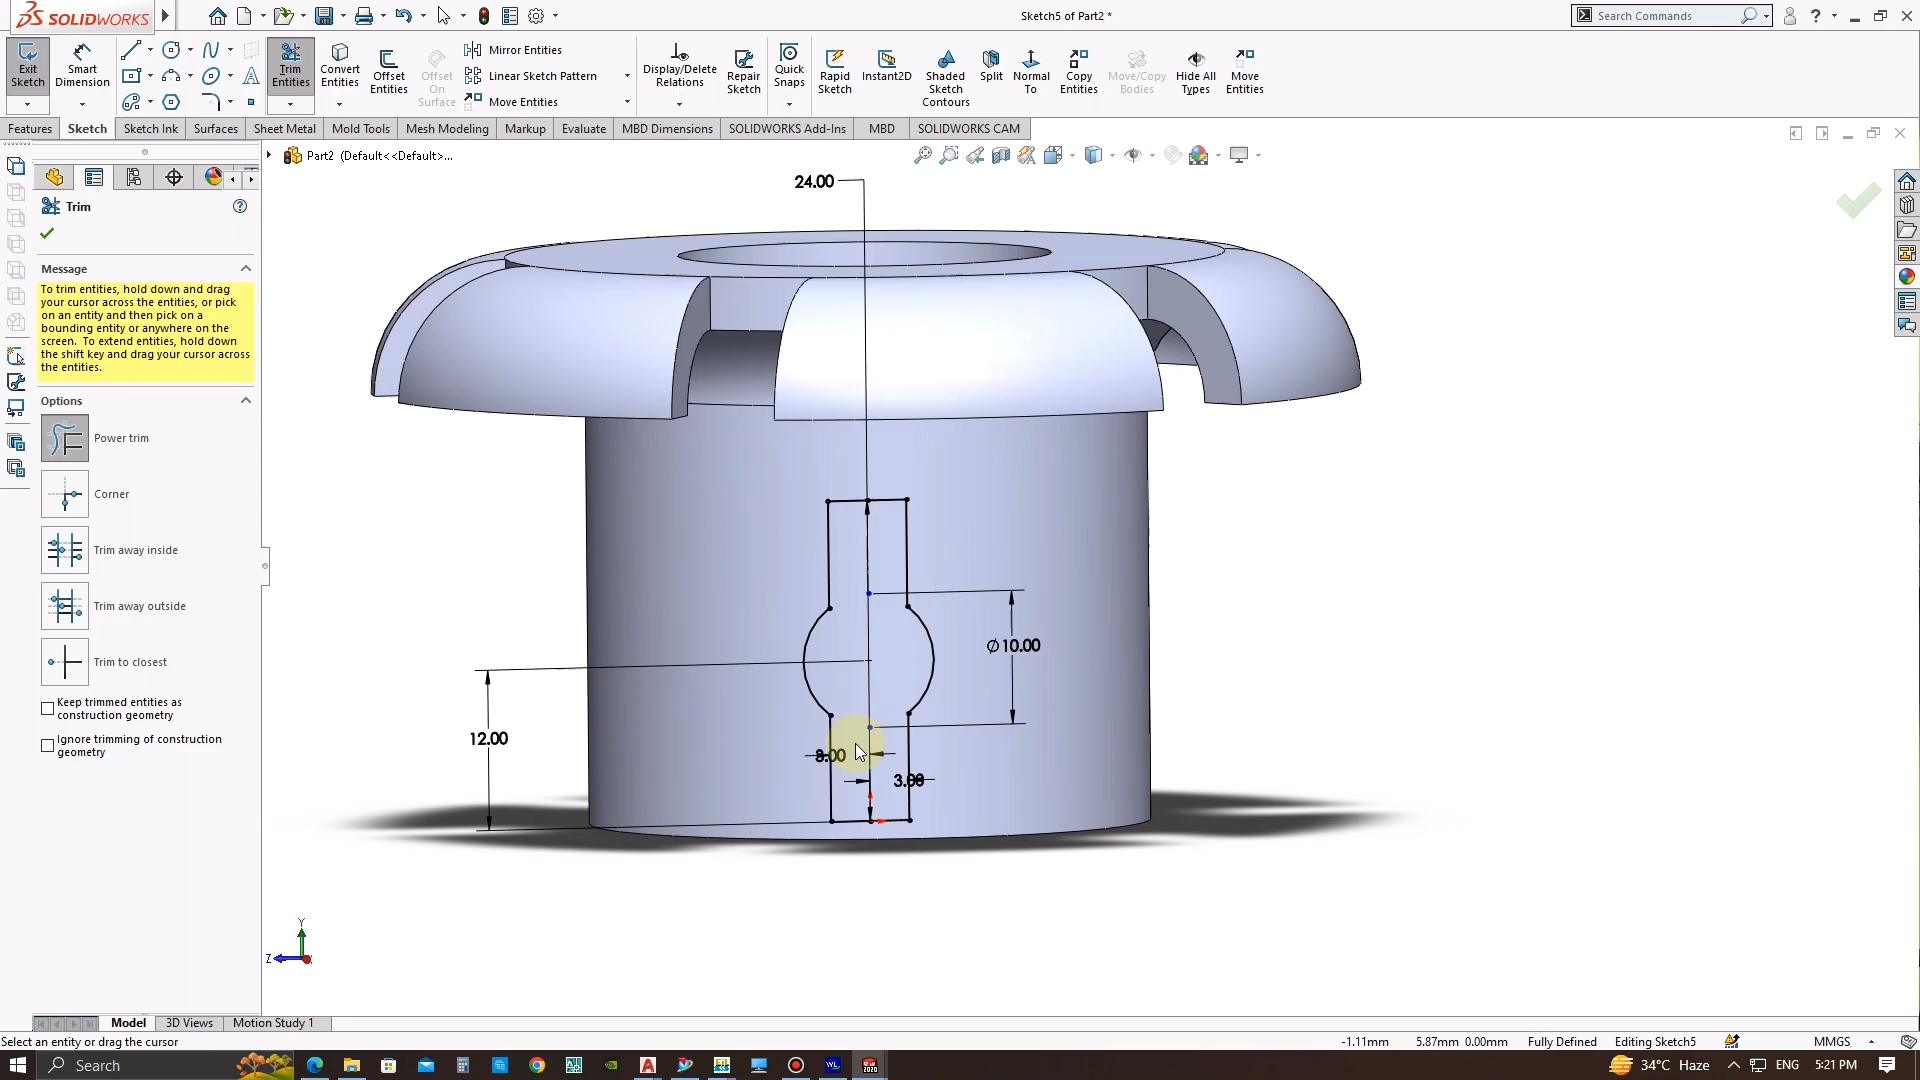 SOLIDWORKS
Sketch5 of Part2 *
Search Commands
Exit Sketch
Smart Dimension
Trim Entities
Convert Entities
Offset Entities
Offset On Surface
Mirror Entities
Linear Sketch Pattern
Move Entities
Display/Delete Relations
Repair Sketch
Quick Snaps
Rapid Sketch
Instant2D
Shaded Sketch Contours
Split
Normal To
Copy Entities
Move/Copy Bodies
Hide All Types
Move Entities
Features
Sketch
Sketch Ink
Surfaces
Sheet Metal
Mold Tools
Mesh Modeling
Markup
Evaluate
MBD Dimensions
SOLIDWORKS Add-Ins
MBD
SOLIDWORKS CAM
Part2 (Default<<Default>...
Trim
Message
To trim entities, hold down and drag
your cursor across the entities, or pick
on an entity and then pick on a
bounding entity or anywhere on the
screen. To extend entities, hold down
the shift key and drag your cursor across
the entities.
Options
Power trim
Corner
Trim away inside
Trim away outside
Trim to closest
Keep trimmed entities as
construction geometry
Ignore trimming of construction
geometry
24.00
∅10.00
12.00
3.00
3.00
Y
Z
Model
3D Views
Motion Study 1
Select an entity or drag the cursor
-1.11mm
5.87mm 0.00mm
Fully Defined
Editing Sketch5
MMGS
Search
34°C Haze
ENG
5:21 PM